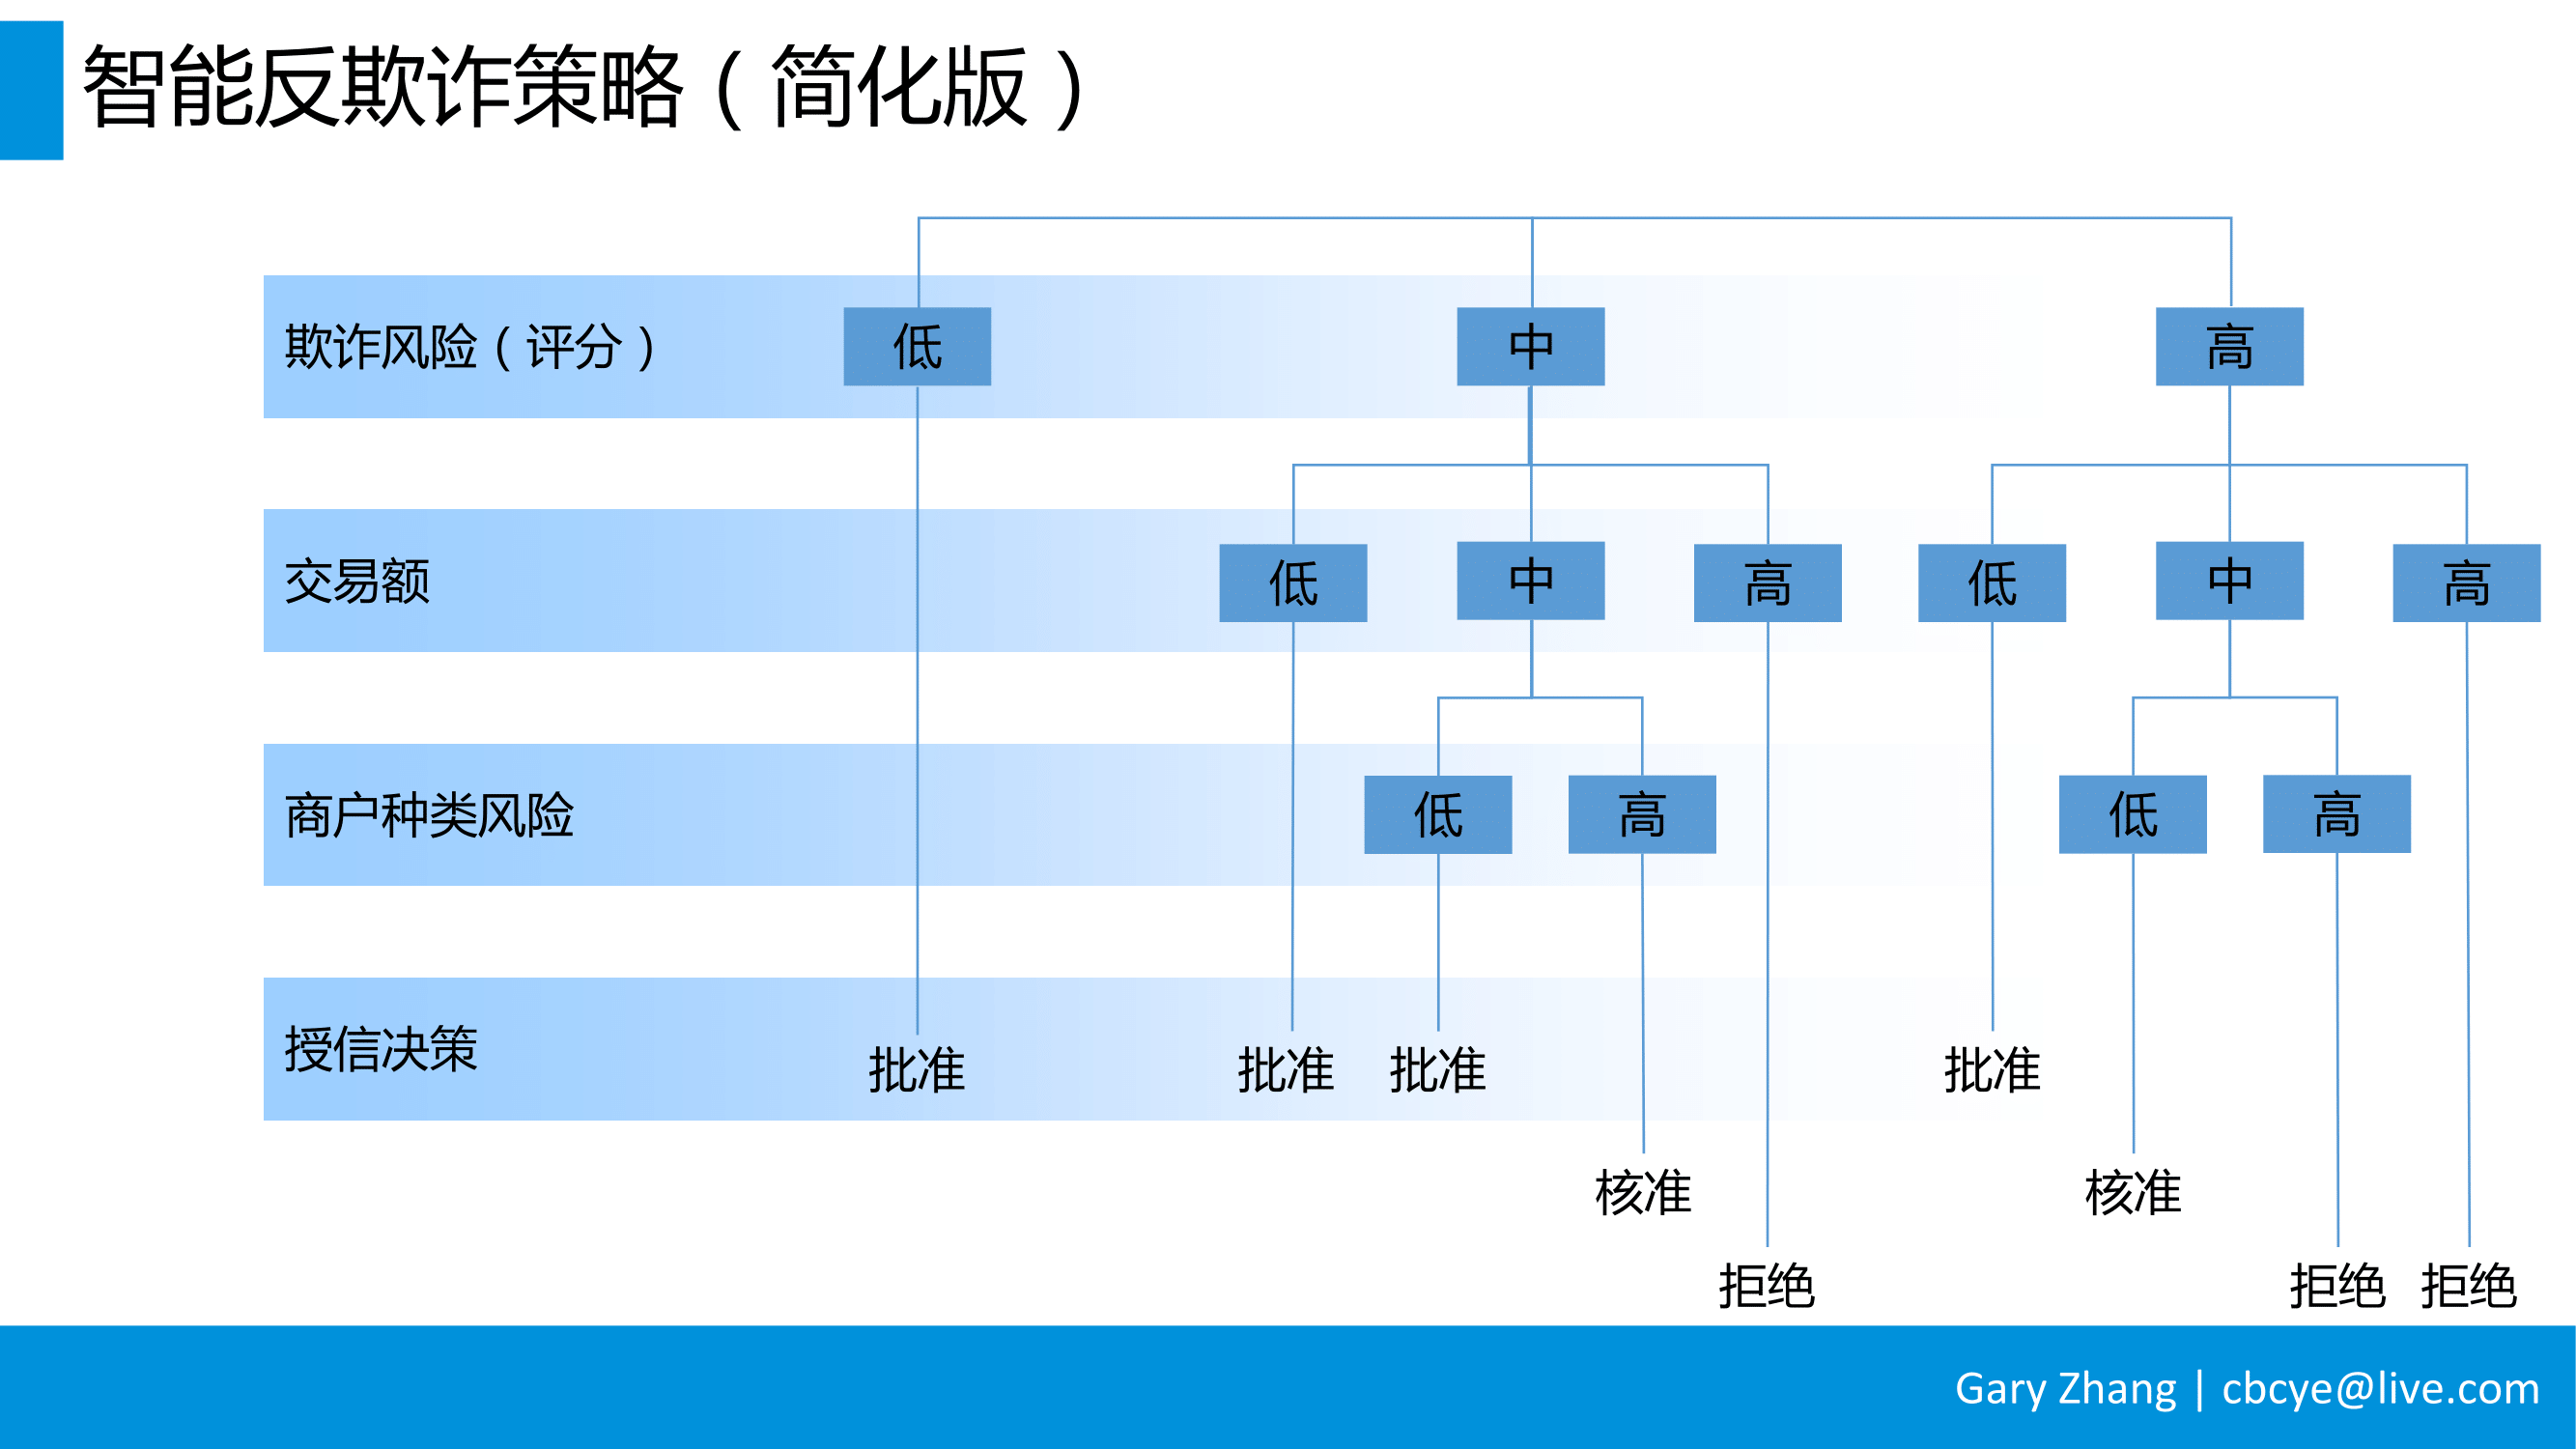 智能反欺诈策略（简化版）
欺诈风险（评分） 低 中 高
交易额 低 中 高 低 中 高
商户种类风险 低 高 低 高
授信决策
批准 批准 批准 批准
核准 核准
拒绝 拒绝 拒绝
Gary Zhang | cbcye@live.com